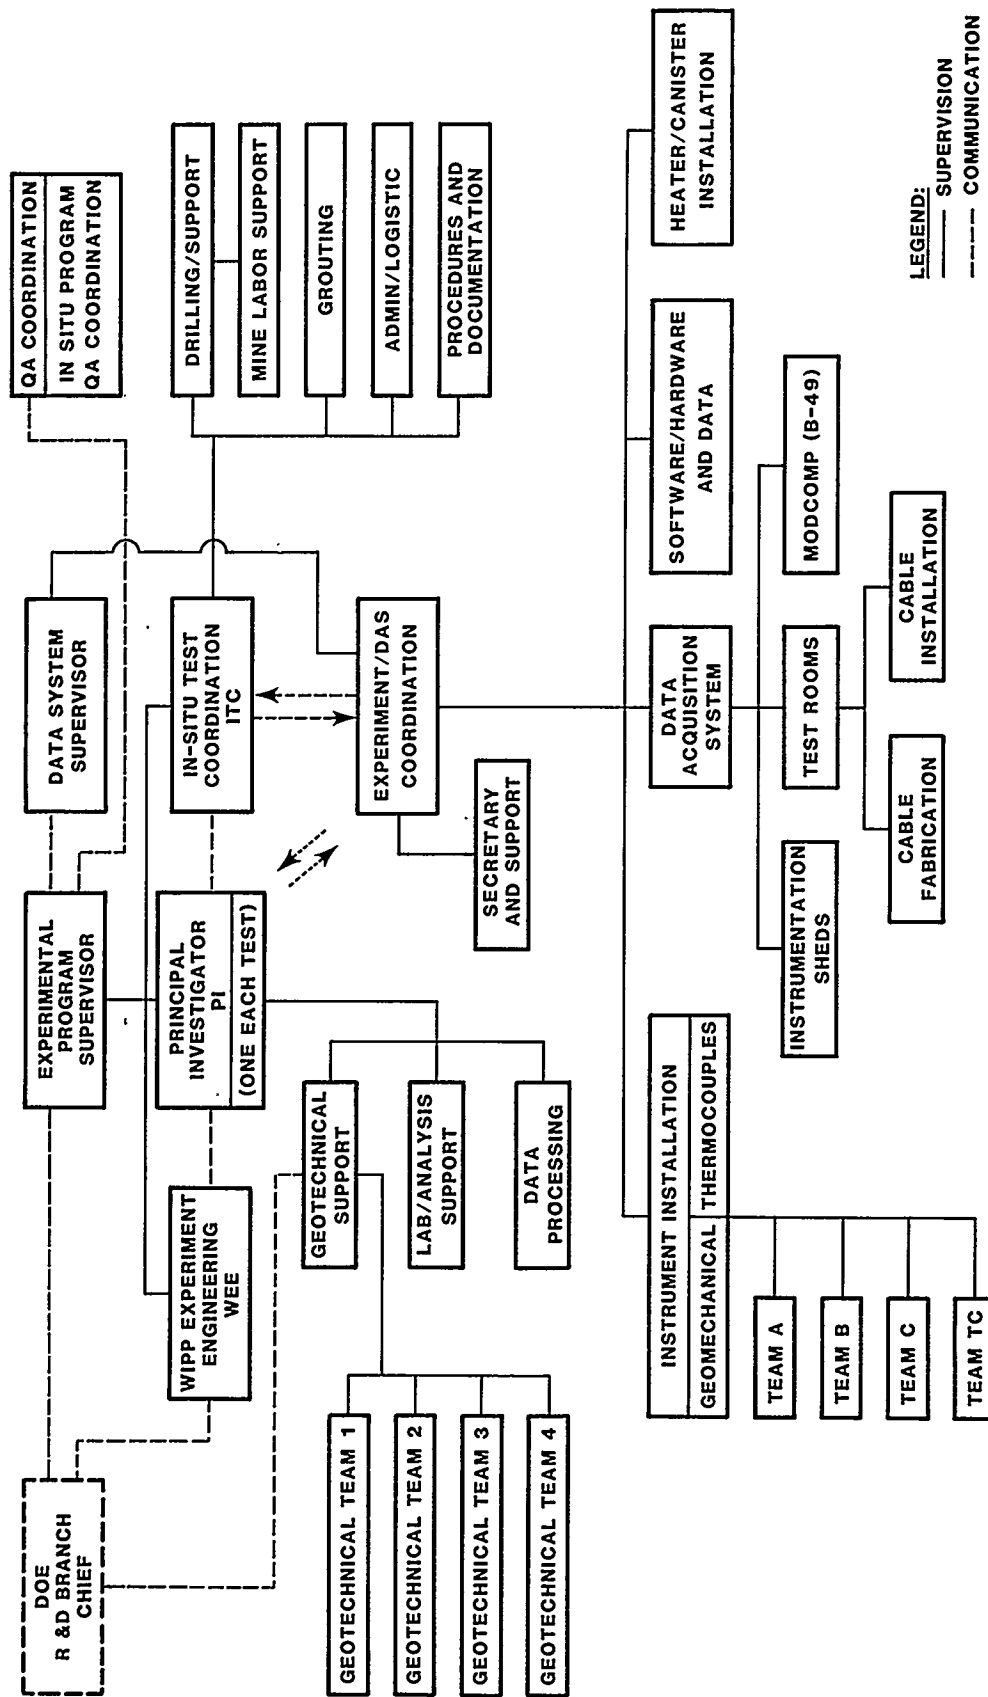 DOE
R &D BRANCH
CHIEF
EXPERIMENTAL
PROGRAM
SUPERVISOR
DATA SYSTEM
SUPERVISOR
QA COORDINATION
IN SITU PROGRAM
QA COORDINATION
WIPP EXPERIMENT
ENGINEERING
WEE
PRINCIPAL
INVESTIGATOR
PI
(ONE EACH TEST)
IN-SITU TEST
COORDINATION
ITC
DRILLING/SUPPORT
MINE LABOR SUPPORT
GROUTING
ADMIN/LOGISTIC
PROCEDURES AND
DOCUMENTATION
GEOTECHNICAL
SUPPORT
LAB/ANALYSIS
SUPPORT
DATA
PROCESSING
EXPERIMENT/DAS
COORDINATION
SECRETARY
AND SUPPORT
GEOTECHNICAL TEAM 1
GEOTECHNICAL TEAM 2
GEOTECHNICAL TEAM 3
GEOTECHNICAL TEAM 4
INSTRUMENT INSTALLATION
GEOMECHANICAL THERMOCOUPLES
DATA
ACQUISITION
SYSTEM
SOFTWARE/HARDWARE
AND DATA
HEATER/CANISTER
INSTALLATION
TEAM A
TEAM B
TEAM C
TEAM TC
INSTRUMENTATION
SHEDS
TEST ROOMS
MODCOMP (B-49)
CABLE
FABRICATION
CABLE
INSTALLATION
LEGEND:
SUPERVISION
COMMUNICATION